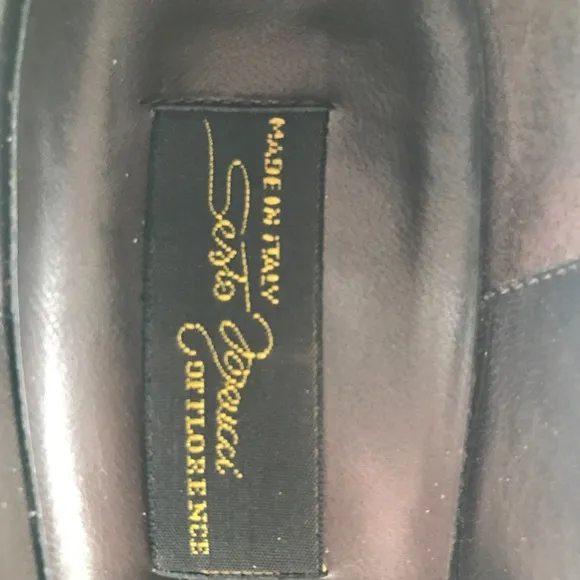 MADE IN ITALY
Sesto Meucci
OF FLORENCE